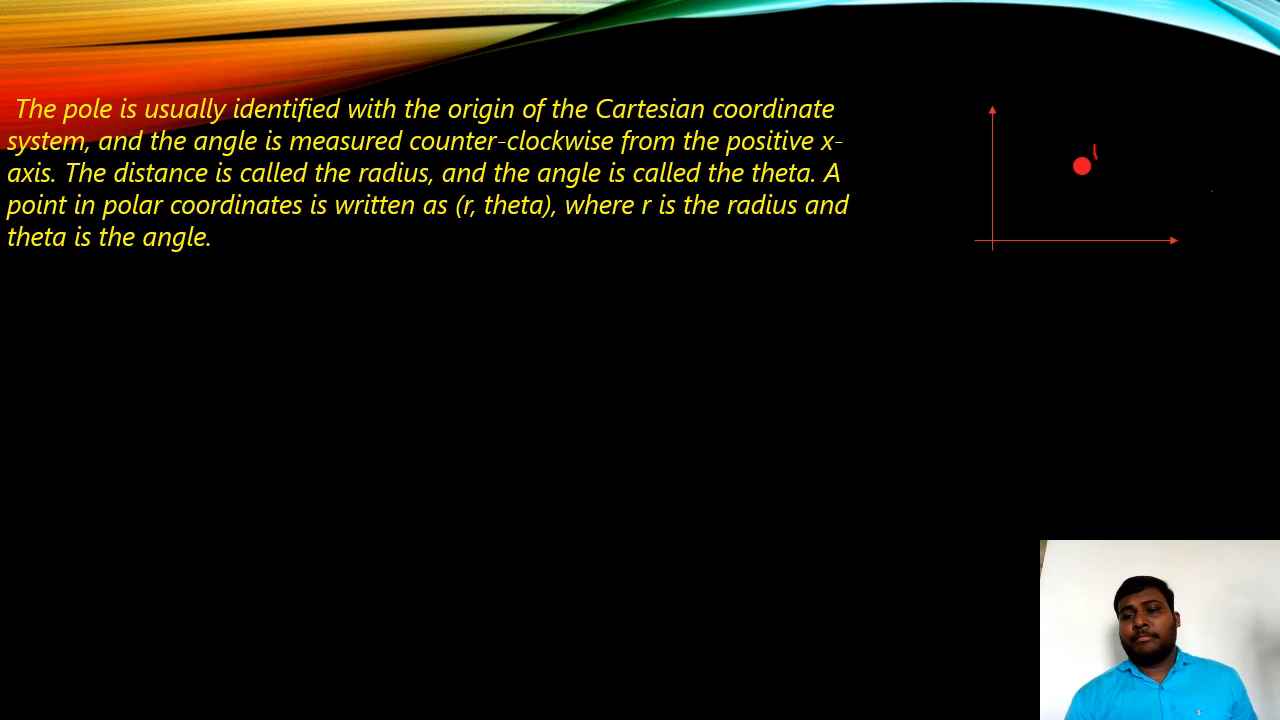 The pole is usually identified with the origin of the Cartesian coordinate
system, and the angle is measured counter-clockwise from the positive x-
axis. The distance is called the radius, and the angle is called the theta. A
point in polar coordinates is written as (r, theta), where r is the radius and
theta is the angle.
(